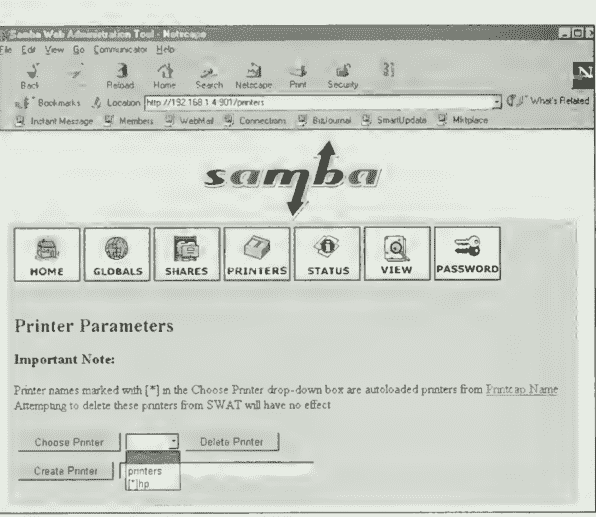 Samba Web Administration Tool - Netscape
File Edit View Go Communicator Help
Back Reload Home Search Netscape Print Security
N
Bookmarks Location http://192.168.1.4:901/printers What's Related
Instant Message Members WebMail Connections BizJournal SmartUpdate Mktplace
samba
HOME GLOBALS SHARES PRINTERS STATUS VIEW PASSWORD
Printer Parameters
Important Note:
Printer names marked with [*] in the Choose Printer drop-down box are autoloaded printers from Printcap Name
Attempting to delete these printers from SWAT will have no effect
Choose Printer Delete Printer
Create Printer
printers
[*]hp